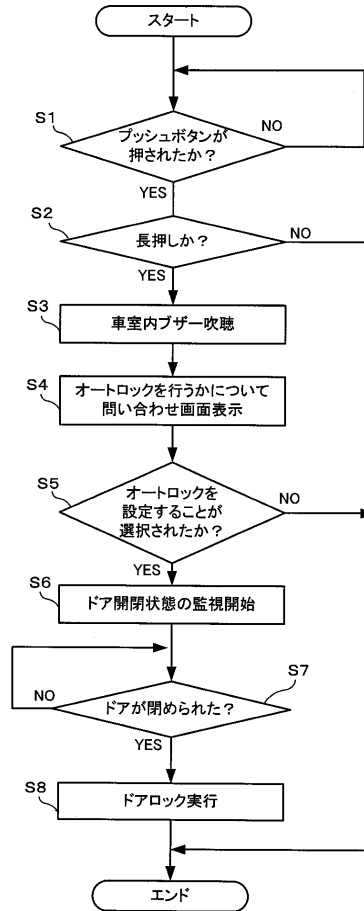 スタート
S1
プッシュボタンが
押されたか？
NO
YES
S2
長押しか？
NO
YES
S3
車室内ブザー吹聴
S4
オートロックを行うかについて
問い合わせ画面表示
S5
オートロックを
設定することが
選択されたか？
NO
YES
S6
ドア開閉状態の監視開始
S7
ドアが閉められた？
NO
YES
S8
ドアロック実行
エンド